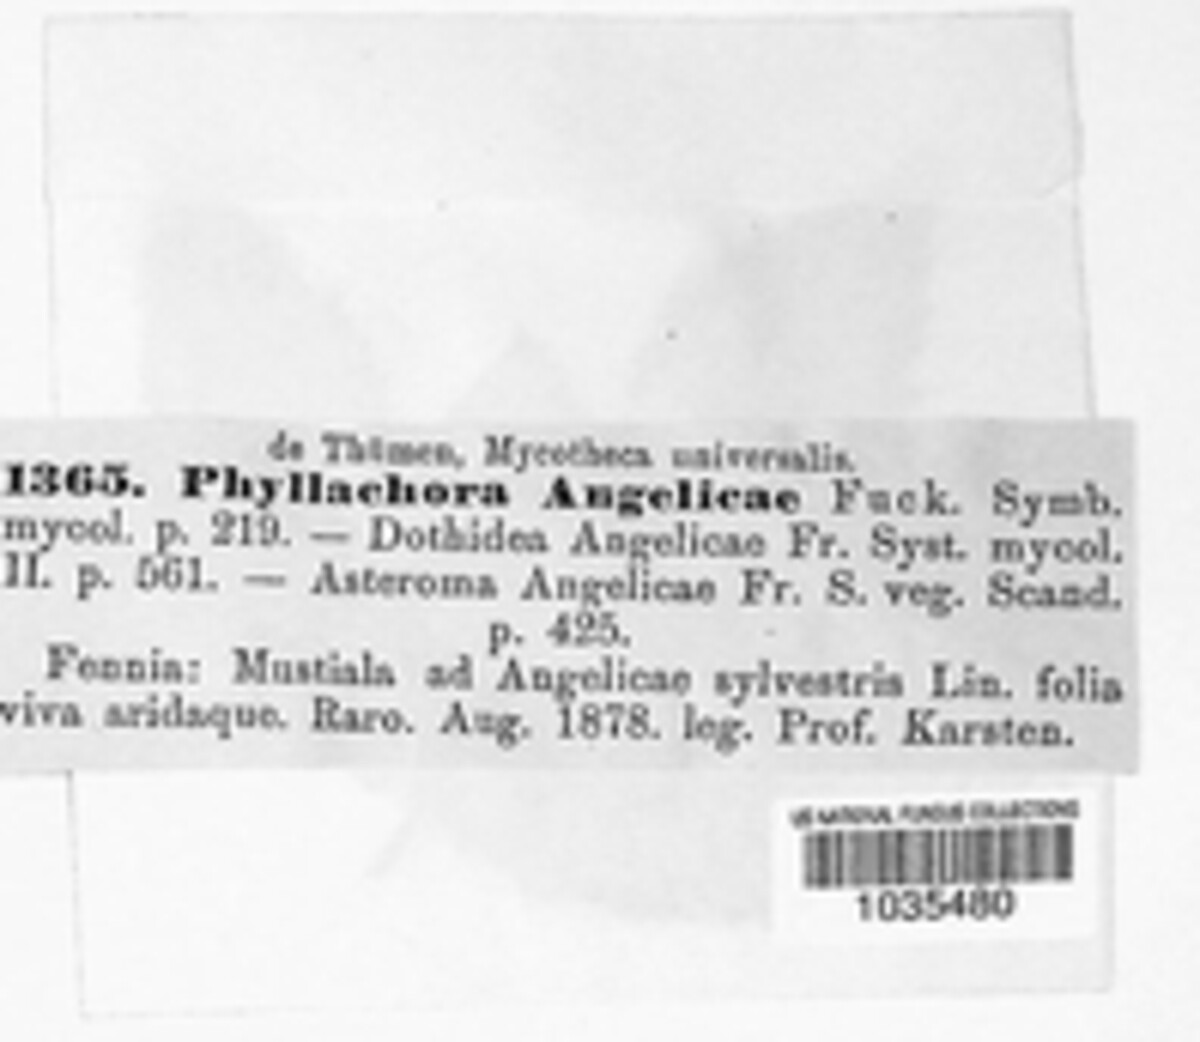 de Thümen, Mycotheca universalis.
1365. Phyllachora Angelicae Fuck. Symb.
mycol. p. 219. — Dothidea Angelicae Fr. Syst. mycol.
II. p. 561. — Asteroma Angelicae Fr. S. veg. Scand.
p. 425.
Fennia: Mustiala ad Angelicae sylvestris Lin. folia
viva aridaque. Raro. Aug. 1878. leg. Prof. Karsten.
US NATIONAL FUNGUS COLLECTIONS
1035480